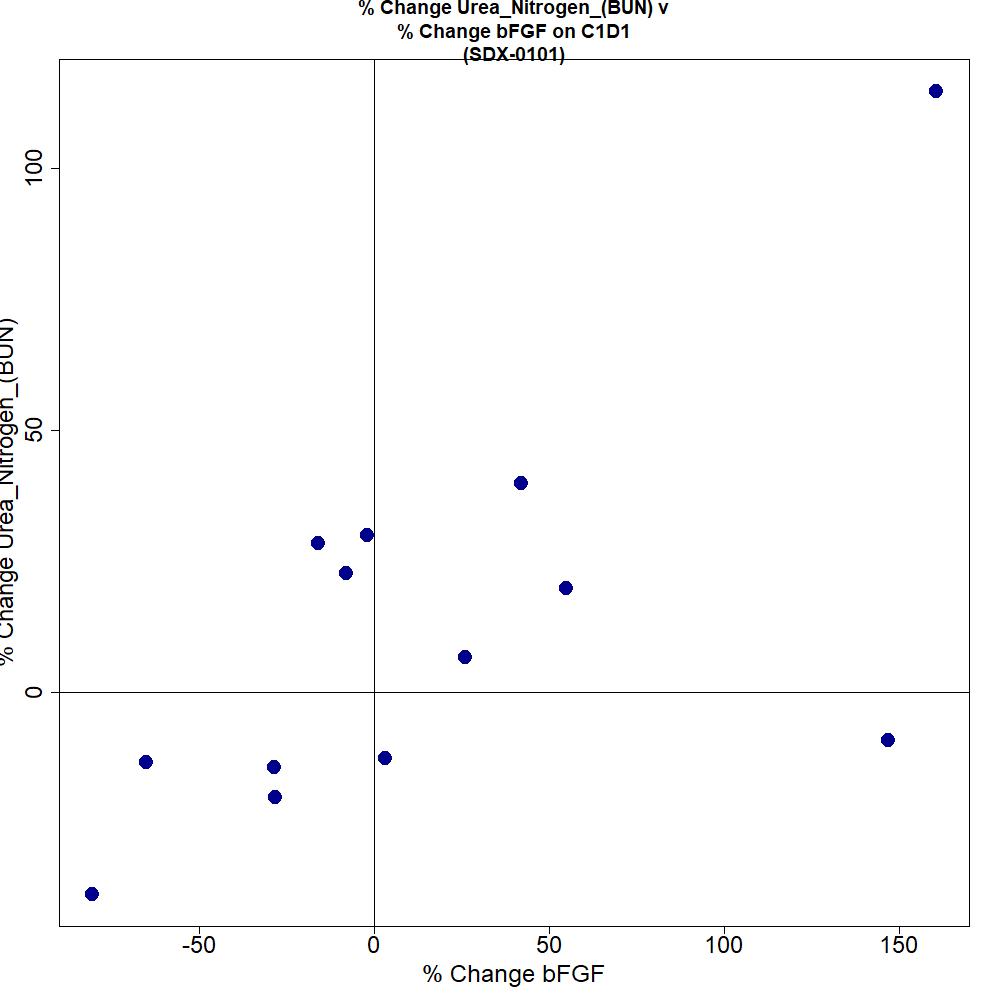 % Change Urea_Nitrogen_(BUN) v
% Change bFGF on C1D1
(SDX-0101)
% Change Urea_Nitrogen_(BUN)
100
50
0
-50
0
50
100
150
% Change bFGF